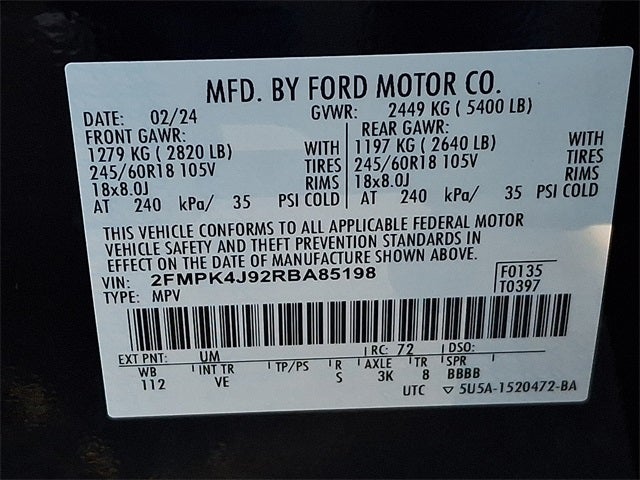 MFD. BY FORD MOTOR CO.
DATE: 02/24 GVWR: 2449 KG ( 5400 LB)
FRONT GAWR: REAR GAWR:
1279 KG ( 2820 LB) WITH 1197 KG ( 2640 LB) WITH
245/60R18 105V TIRES 245/60R18 105V TIRES
18x8.0J RIMS 18x8.0J RIMS
AT 240 kPa/ 35 PSI COLD AT 240 kPa/ 35 PSI COLD
THIS VEHICLE CONFORMS TO ALL APPLICABLE FEDERAL MOTOR
VEHICLE SAFETY AND THEFT PREVENTION STANDARDS IN
EFFECT ON THE DATE OF MANUFACTURE SHOWN ABOVE.
VIN: 2FMPK4J92RBA85198 F0135
TYPE: MPV T0397
EXT PNT: UM RC: 72 DSO:
WB INT TR TP/PS R AXLE TR SPR
112 VE S 3K 8 BBBB
UTC ▽ 5U5A-1520472-BA